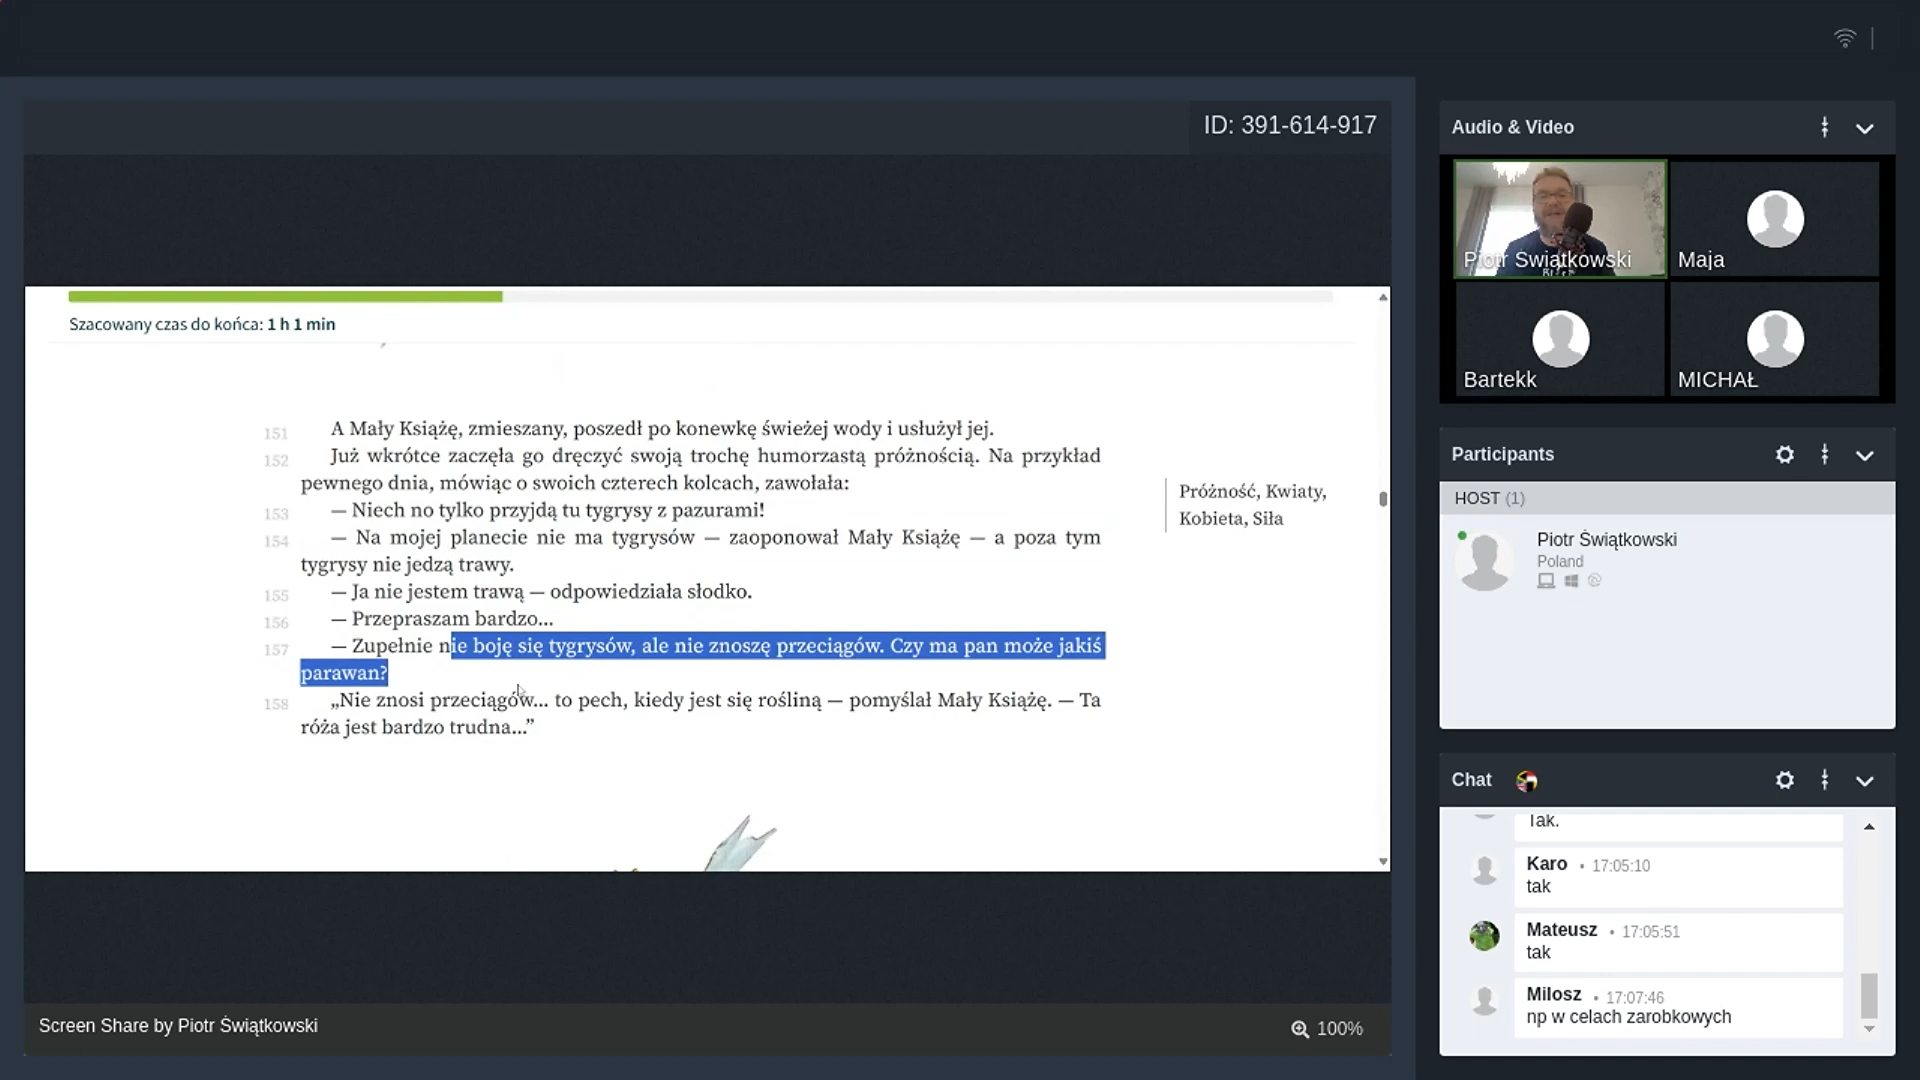 ID: 391-614-917
Szacowany czas do końca: 1 h 1 min
151 A Mały Książę, zmieszany, poszedł po konewkę świeżej wody i usłużył jej.
152 Już wkrótce zaczęła go dręczyć swoją trochę humorzastą próżnością. Na przykład
pewnego dnia, mówiąc o swoich czterech kolcach, zawołała:
153 — Niech no tylko przyjdą tu tygrysy z pazurami!
154 — Na mojej planecie nie ma tygrysów — zaoponował Mały Książę — a poza tym
tygrysy nie jedzą trawy.
155 — Ja nie jestem trawą — odpowiedziała słodko.
156 — Przepraszam bardzo...
157 — Zupełnie nie boję się tygrysów, ale nie znoszę przeciągów. Czy ma pan może jakiś
parawan?
158 „Nie znosi przeciągów... to pech, kiedy jest się rośliną — pomyślał Mały Książę. — Ta
róża jest bardzo trudna...”
Próżność, Kwiaty,
Kobieta, Siła
Screen Share by Piotr Świątkowski
100%
Audio & Video
Piotr Świątkowski
Maja
Bartekk
MICHAŁ
Participants
HOST (1)
Piotr Świątkowski
Poland
Chat
Tak.
Karo • 17:05:10
tak
Mateusz • 17:05:51
tak
Milosz • 17:07:46
np w celach zarobkowych